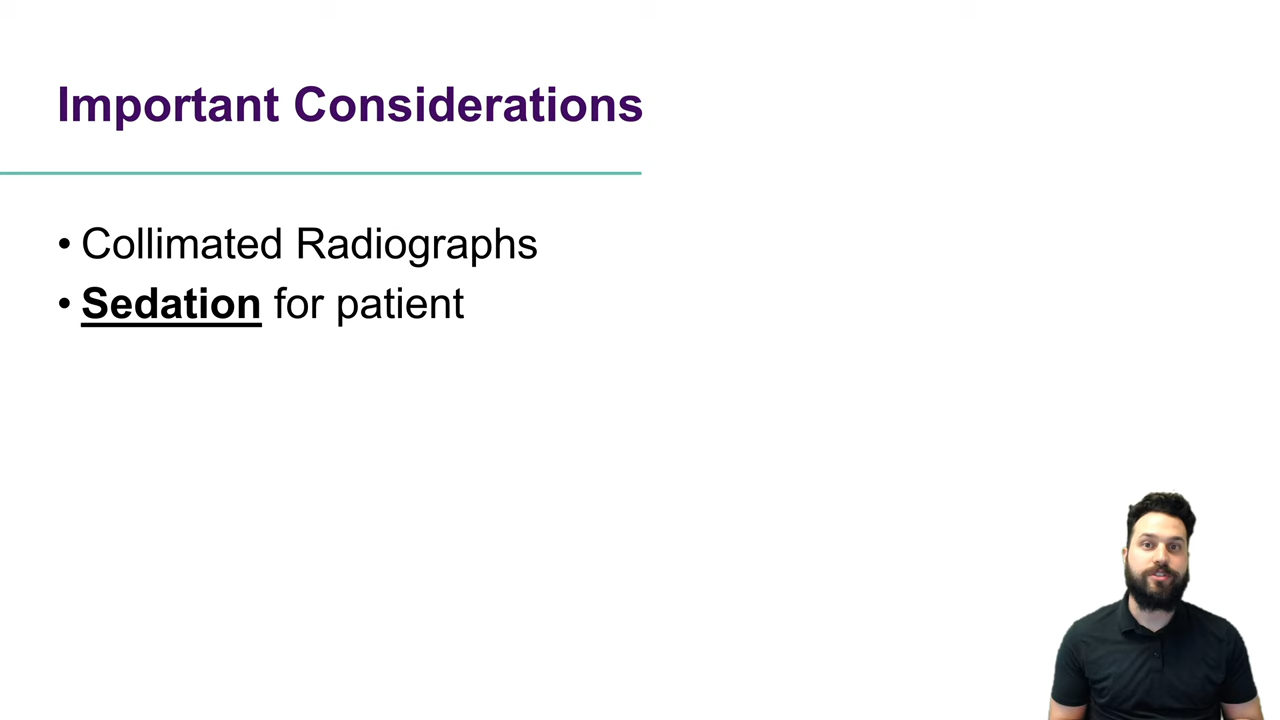 Important Considerations
• Collimated Radiographs
• Sedation for patient